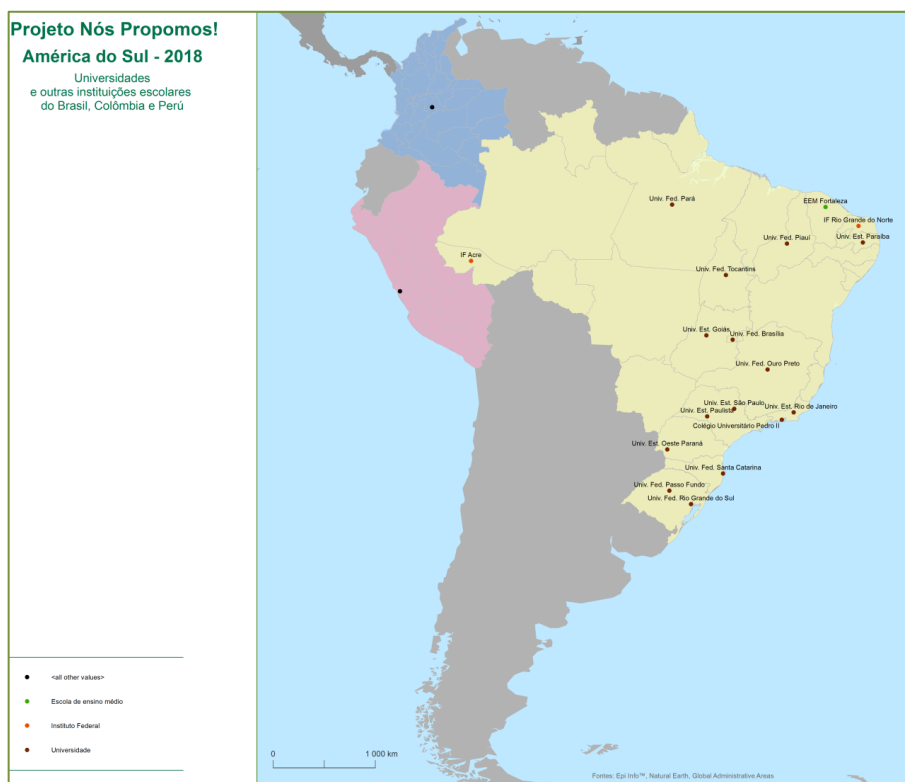 Projeto Nós Propomos!
América do Sul - 2018
Universidades
e outras instituições escolares
do Brasil, Colômbia e Perú
Univ. Fed. Pará
EEM Fortaleza
IF Rio Grande do Norte
Univ. Fed. Piauí
Univ. Est. Paraíba
IF Acre
Univ. Fed. Tocantins
Univ. Est. Goiás
Univ. Fed. Brasília
Univ. Fed. Ouro Preto
Univ. Est. São Paulo
Univ. Est. Paulista
Univ. Est. Rio de Janeiro
Colégio Universitário Pedro II
Univ. Est. Oeste Paraná
Univ. Fed. Santa Catarina
Univ. Fed. Passo Fundo
Univ. Fed. Rio Grande do Sul
<all other values>
Escola de ensino médio
Instituto Federal
Universidade
0 1 000 km
Fontes: Epi Info™, Natural Earth, Global Administrative Areas